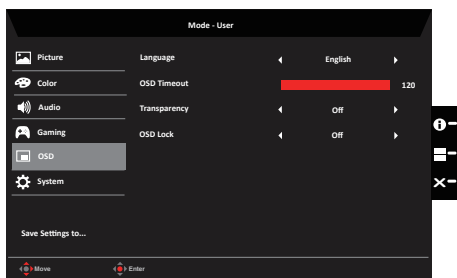 Mode - User
Picture
Language English
Color
OSD Timeout 120
Audio
Transparency Off
Gaming
OSD Lock Off
OSD
System
Save Settings to...
Move Enter